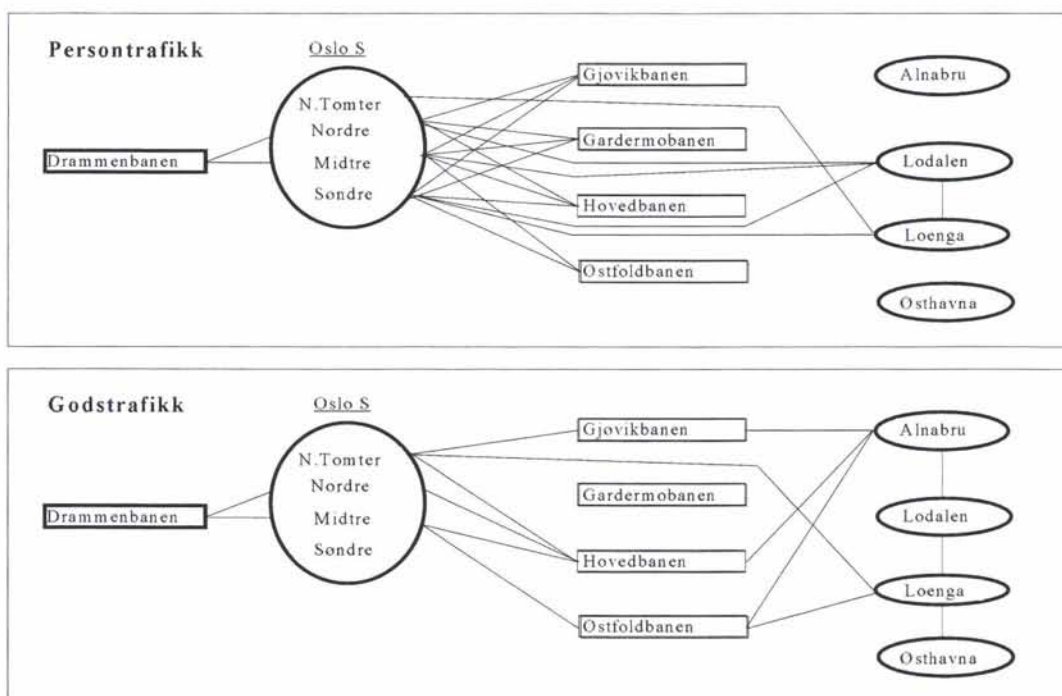 Persontrafikk
Oslo S
N.Tomter
Nordre
Midtre
Søndre
Drammenbanen
Gjøvikbanen
Gardermobanen
Hovedbanen
Østfoldbanen
Alnabru
Lodalen
Loenga
Østhavna
Godstrafikk
Oslo S
N.Tomter
Nordre
Midtre
Søndre
Drammenbanen
Gjøvikbanen
Gardermobanen
Hovedbanen
Østfoldbanen
Alnabru
Lodalen
Loenga
Østhavna